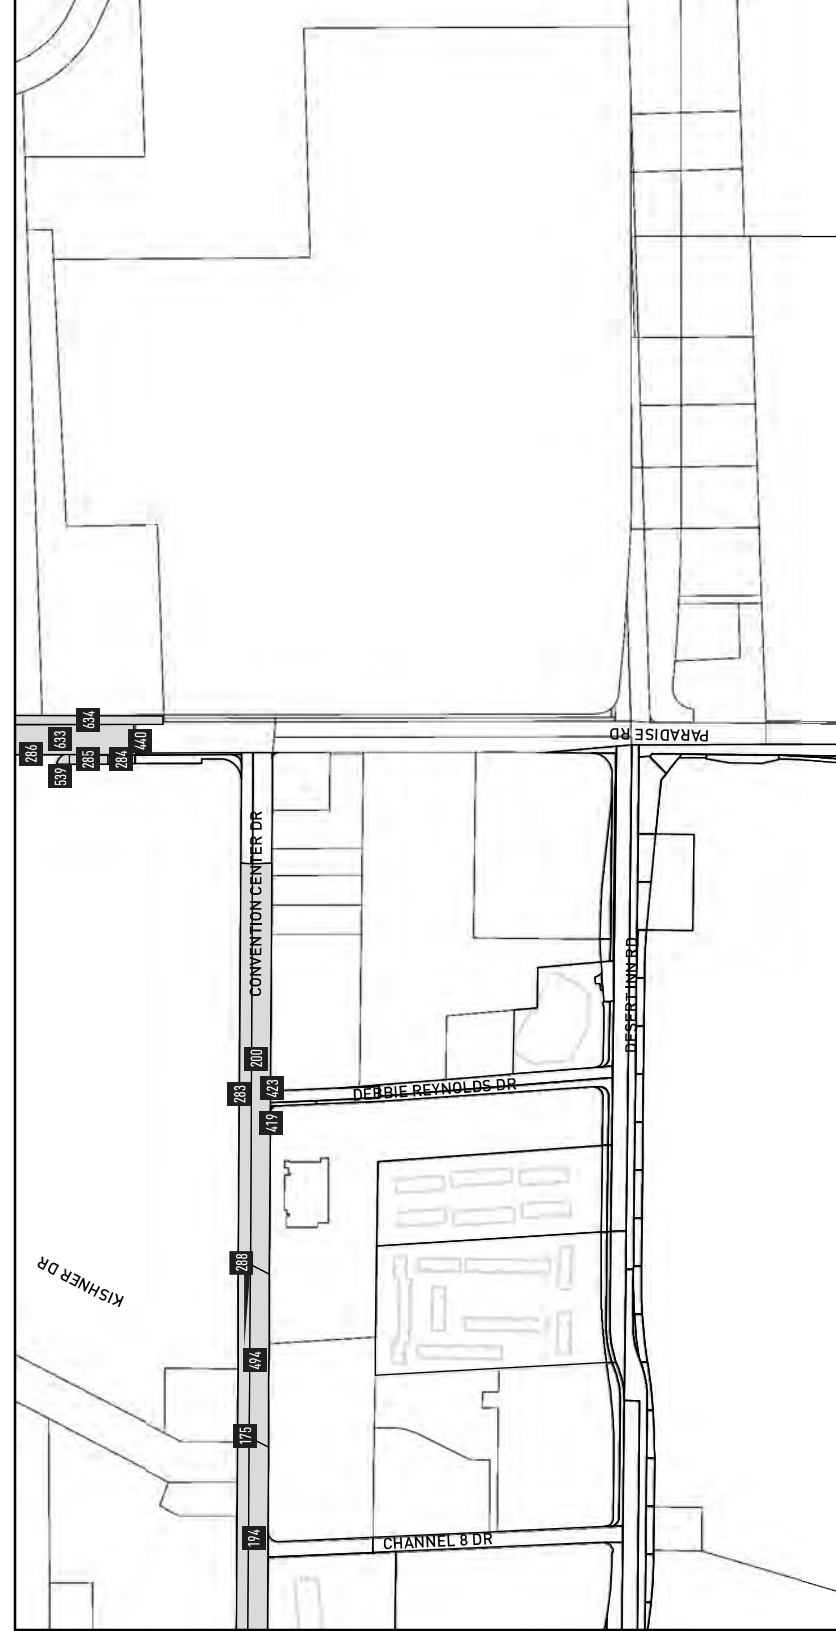 634
633
286
440
285
284
539
PARADISE RD
CONVENTION CENTER DR
DESERT INN RD
200
283
423
DEBBIE REYNOLDS DR
419
288
KISHNER DR
494
175
194
CHANNEL 8 DR